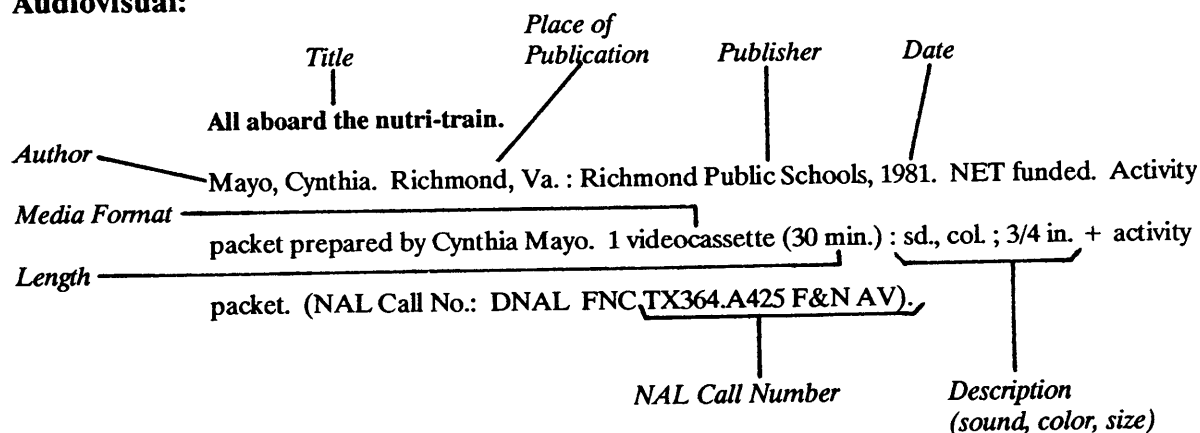 Audiovisual:
Place of
Title Publication Publisher Date
All aboard the nutri-train.
Author
Mayo, Cynthia. Richmond, Va. : Richmond Public Schools, 1981. NET funded. Activity
Media Format
packet prepared by Cynthia Mayo. 1 videocassette (30 min.) : sd., col. ; 3/4 in. + activity
Length
packet. (NAL Call No.: DNAL FNC TX364.A425 F&N AV).
NAL Call Number Description
(sound, color, size)